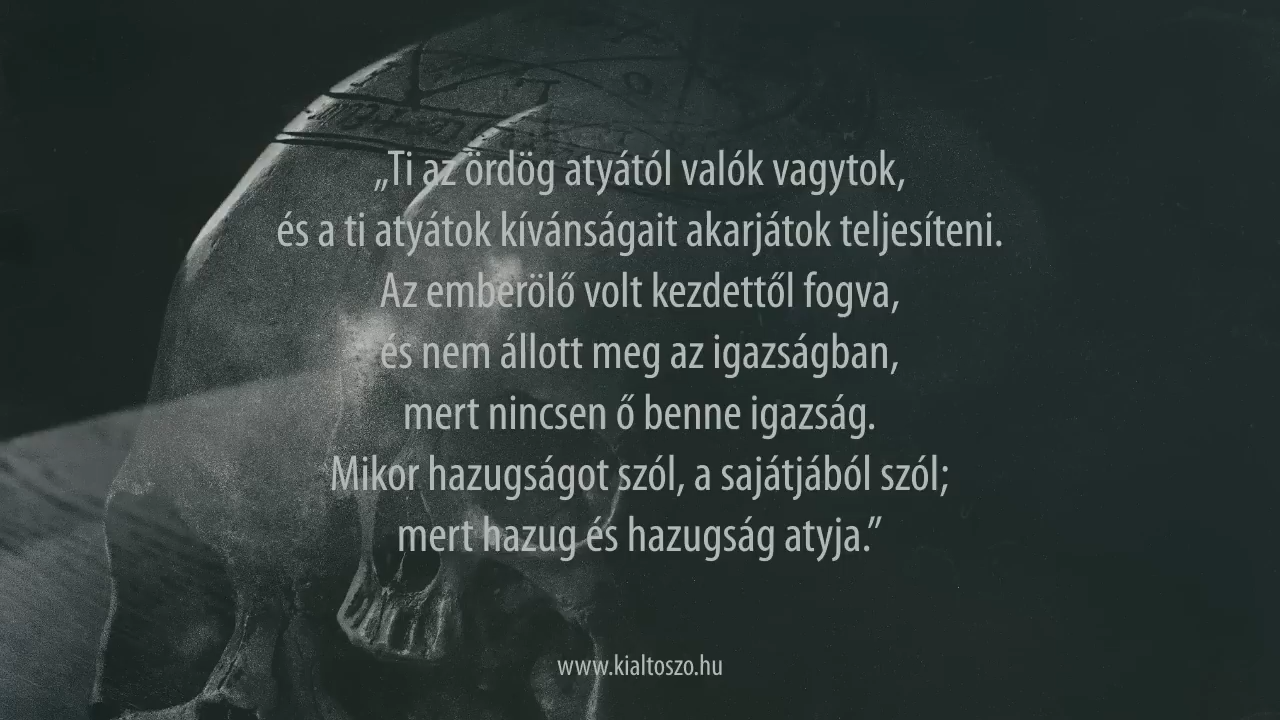 „Ti az ördög atyától valók vagytok,
és a ti atyátok kívánságait akarjátok teljesíteni.
Az emberölő volt kezdettől fogva,
és nem állott meg az igazságban,
mert nincsen ő benne igazság.
Mikor hazugságot szól, a sajátjából szól;
mert hazug és hazugság atyja.”
www.kialtoszo.hu